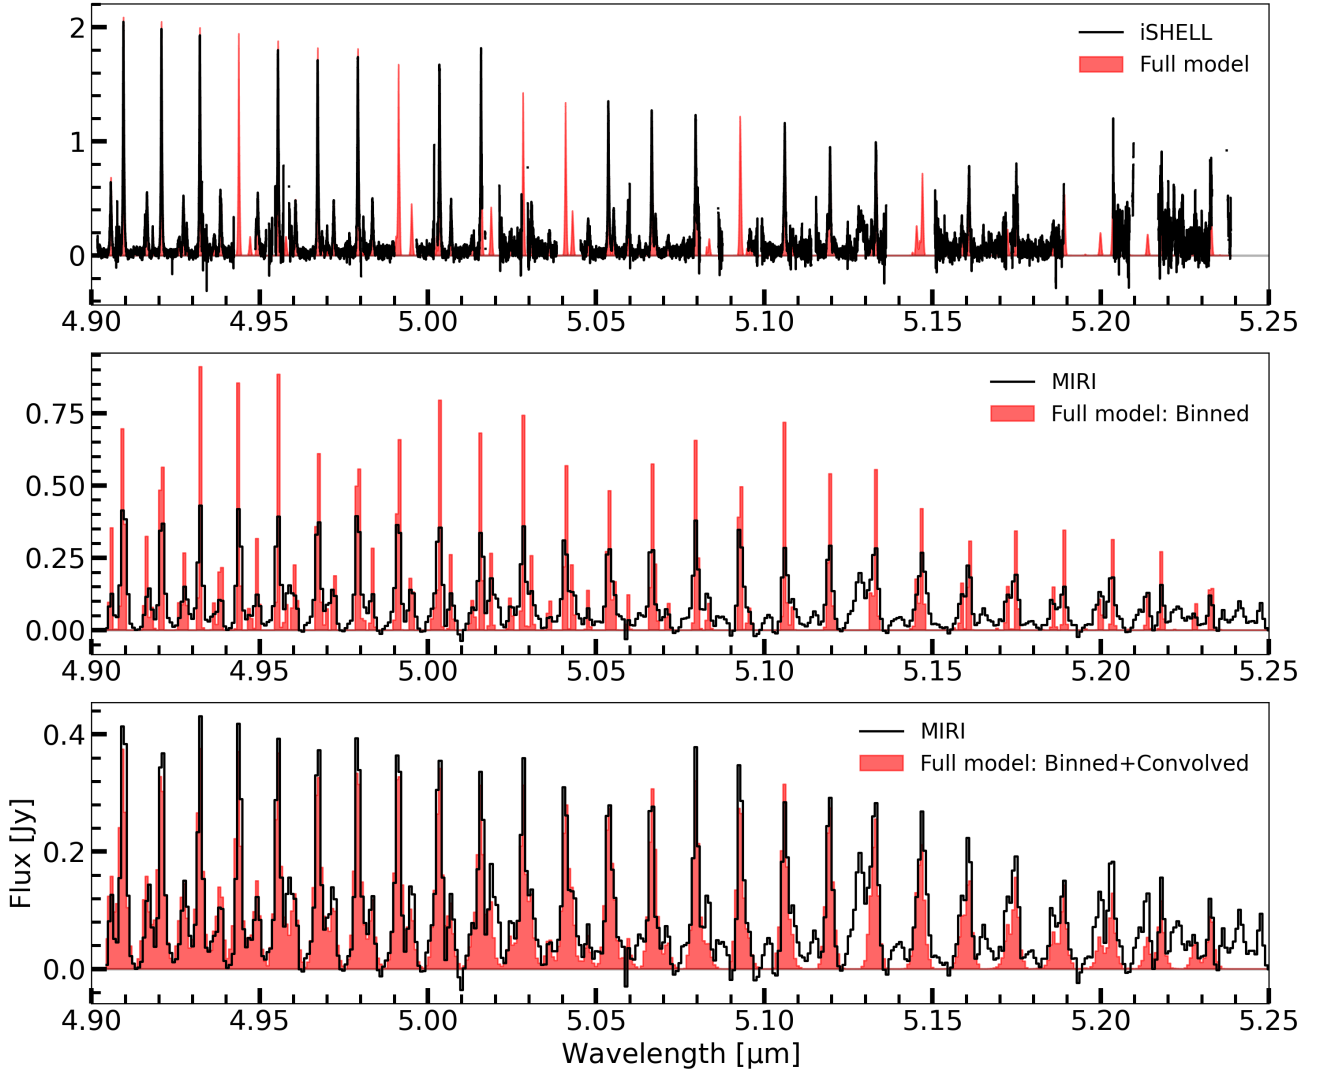 2
1
0
iSHELL
Full model
4.90 4.95 5.00 5.05 5.10 5.15 5.20 5.25
0.75
0.50
0.25
0.00
MIRI
Full model: Binned
4.90 4.95 5.00 5.05 5.10 5.15 5.20 5.25
0.4
0.2
0.0
Flux [Jy]
MIRI
Full model: Binned+Convolved
4.90 4.95 5.00 5.05 5.10 5.15 5.20 5.25
Wavelength [µm]